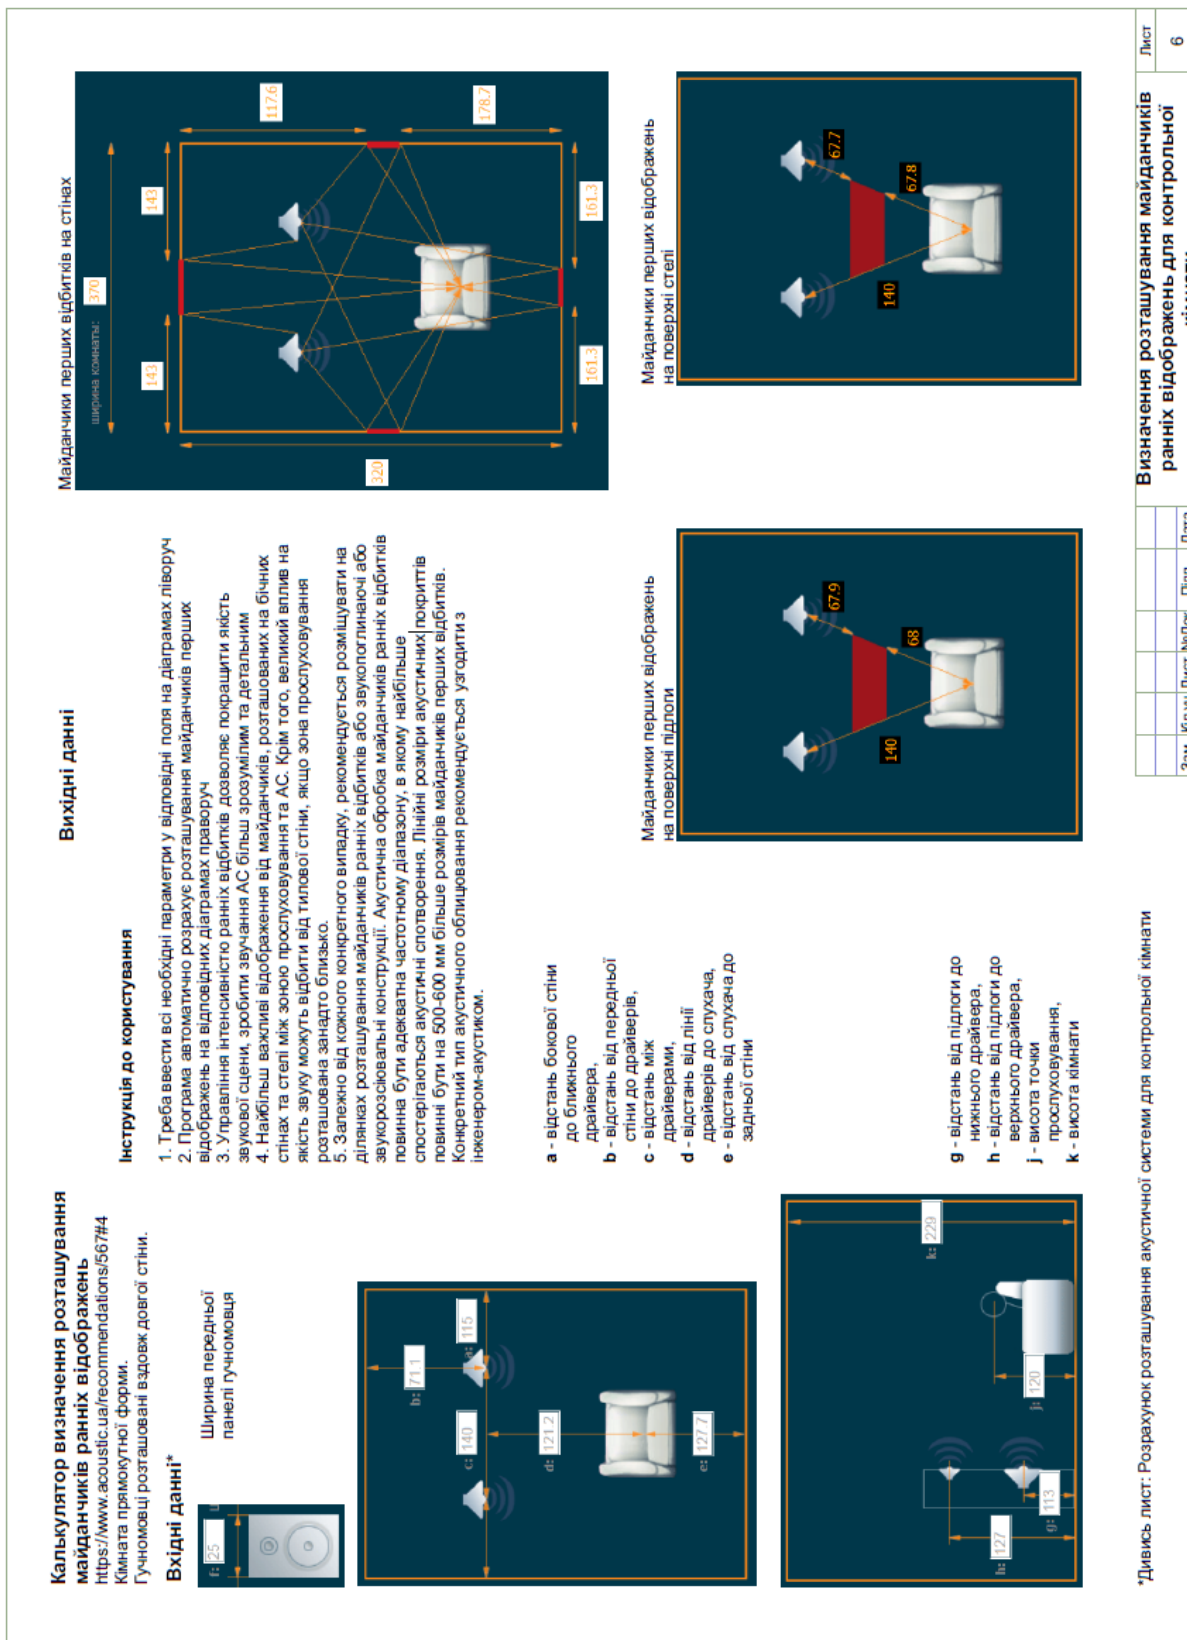 Калькулятор визначення розташування
майданчиків ранніх відображень
https://www.acoustic.ua/recommendations/567#4
Кімната прямокутної форми.
Гучномовці розташовані вздовж довгої стіни.
Вхідні данні*
f: 25
Ширина передньої
панелі гучномовця
b: 71.1
a: 115
c: 140
d: 121.2
e: 127.7
k: 229
j: 120
h: 127
g: 113
Вихідні данні
Інструкція до користування
1. Треба ввести всі необхідні параметри у відповідні поля на діаграмах ліворуч
2. Програма автоматично розрахує розташування майданчиків перших
відображень на відповідних діаграмах праворуч
3. Управління інтенсивністю ранніх відбитків дозволяє покращити якість
звукової сцени, зробити звучання АС більш зрозумілим та детальним
4. Найбільш важливі відображення від майданчиків, розташованих на бічних
стінах та стелі між зоною прослуховування та АС. Крім того, великий вплив на
якість звуку можуть відбити від тилової стіни, якщо зона прослуховування
розташована занадто близько.
5. Залежно від кожного конкретного випадку, рекомендується розміщувати на
ділянках розташування майданчиків ранніх відбитків або звукопоглинаючі або
звукорозсіювальні конструкції. Акустична обробка майданчиків ранніх відбитків
повинна бути адекватна частотному діапазону, в якому найбільше
спостерігаються акустичні спотворення. Лінійні розміри акустичних покриттів
повинні бути на 500-600 мм більше розмірів майданчиків перших відбитків.
Конкретний тип акустичного облицювання рекомендується узгодити з
інженером-акустиком.
a - відстань бокової стіни
до ближнього
драйвера,
b - відстань від передньої
стіни до драйверів,
c - відстань між
драйверами,
d - відстань від лінії
драйверів до слухача,
e - відстань від слухача до
задньої стіни
g - відстань від підлоги до
нижнього драйвера,
h - відстань від підлоги до
верхнього драйвера,
j - висота точки
прослуховування,
k - висота кімнати
Майданчики перших відбитків на стінах
ширина комнаты: 370
143
143
117.6
178.7
320
161.3
161.3
Майданчики перших відображень
на поверхні підлоги
67.9
68
140
Майданчики перших відображень
на поверхні стелі
67.7
67.8
140
*Дивись лист: Розрахунок розташування акустичної системи для контрольної кімнати
Визначення розташування майданчиків
ранніх відображень для контрольної
Лист
6